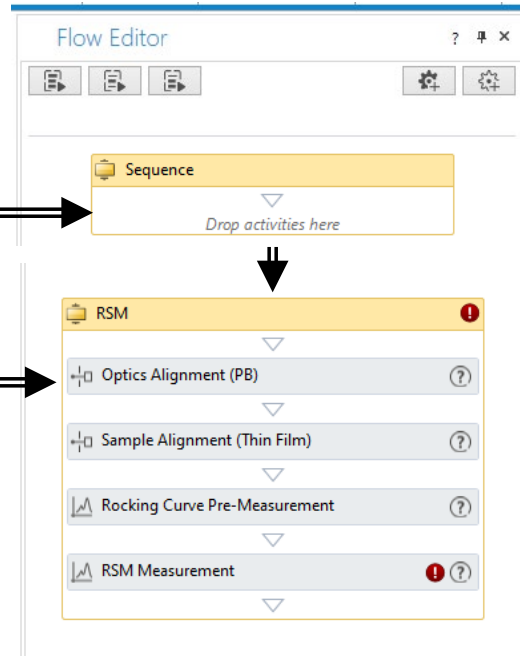 Flow Editor
Sequence
Drop activities here
RSM
Optics Alignment (PB)
Sample Alignment (Thin Film)
Rocking Curve Pre-Measurement
RSM Measurement